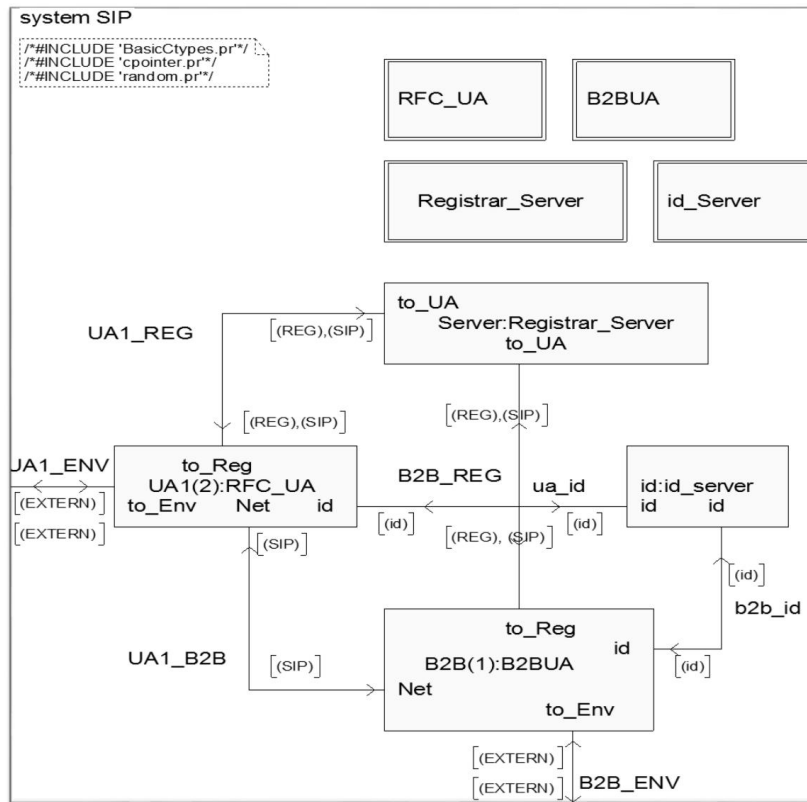 system SIP
/*#INCLUDE 'BasicCtypes.pr'*/
/*#INCLUDE 'cpointer.pr'*/
/*#INCLUDE 'random.pr'*/
RFC_UA
B2BUA
Registrar_Server
id_Server
to_UA
Server:Registrar_Server
to_UA
UA1_REG
[(REG),(SIP)]
[(REG),(SIP)]
[(REG),(SIP)]
UA1_ENV
to_Reg
UA1(2):RFC_UA
to_Env Net id
B2B_REG
ua_id
id:id_server
id id
[(EXTERN)]
[(EXTERN)]
[(id)]
[(id)]
[(SIP)]
[(REG), (SIP)]
[(id)]
b2b_id
to_Reg
id
UA1_B2B
[(SIP)]
B2B(1):B2BUA
[(id)]
Net
to_Env
[(EXTERN)]
[(EXTERN)]
B2B_ENV